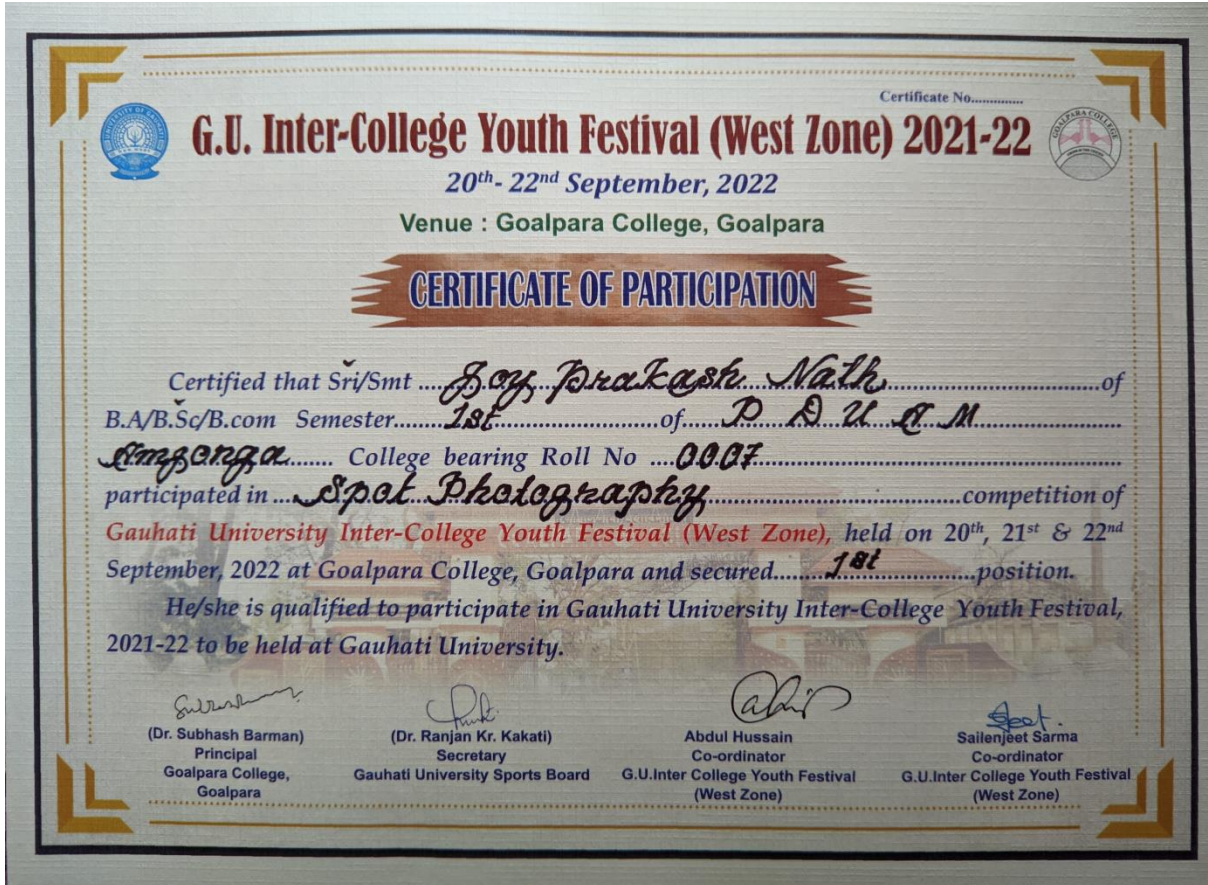 UNIVERSITY OF GAUHATI
GOALPARA COLLEGE
Certificate No..............
G.U. Inter-College Youth Festival (West Zone) 2021-22
20th- 22nd September, 2022
Venue : Goalpara College, Goalpara
CERTIFICATE OF PARTICIPATION
Certified that Sri/Smt ....Joy Prakash Nath....of
B.A/B.Sc/B.com Semester....1st....of....P D U A M
Amjonga.... College bearing Roll No ....0007....
participated in ....Spot Photography....competition of
Gauhati University Inter-College Youth Festival (West Zone), held on 20th, 21st & 22nd
September, 2022 at Goalpara College, Goalpara and secured....1st....position.
He/she is qualified to participate in Gauhati University Inter-College Youth Festival,
2021-22 to be held at Gauhati University.
(Dr. Subhash Barman)
Principal
Goalpara College,
Goalpara
(Dr. Ranjan Kr. Kakati)
Secretary
Gauhati University Sports Board
Abdul Hussain
Co-ordinator
G.U.Inter College Youth Festival
(West Zone)
Sailenjeet Sarma
Co-ordinator
G.U.Inter College Youth Festival
(West Zone)